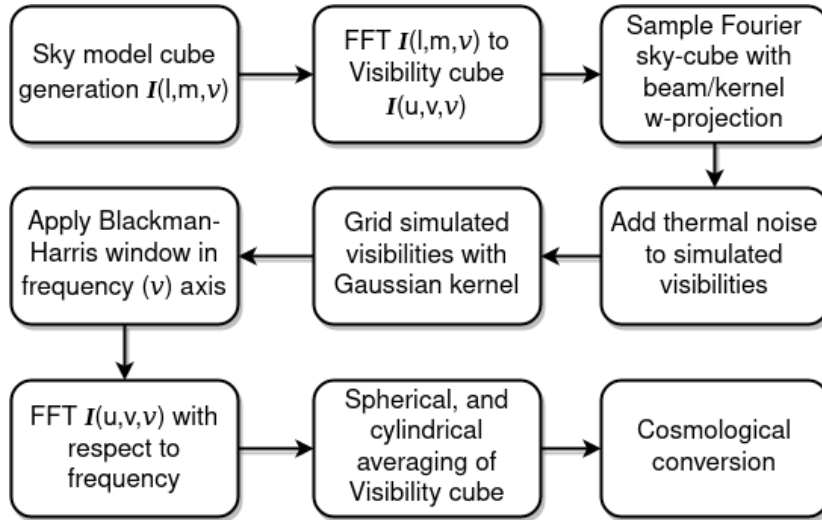 Sky model cube
generation I(l,m,ν)
FFT I(l,m,ν) to
Visibility cube
I(u,v,ν)
Sample Fourier
sky-cube with
beam/kernel
w-projection
Add thermal noise
to simulated
visibilities
Grid simulated
visibilities with
Gaussian kernel
Apply Blackman-
Harris window in
frequency (ν) axis
FFT I(u,v,ν) with
respect to
frequency
Spherical, and
cylindrical
averaging of
Visibility cube
Cosmological
conversion